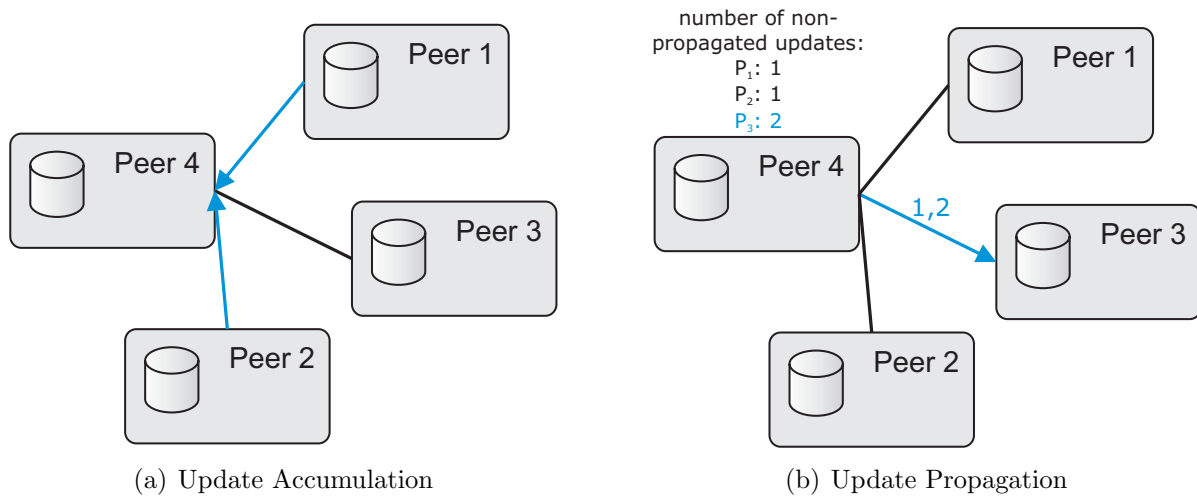 Peer 1
Peer 4
Peer 3
Peer 2
(a) Update Accumulation
number of non-
propagated updates:
P₁: 1
P₂: 1
P₃: 2
Peer 1
Peer 4
1,2
Peer 3
Peer 2
(b) Update Propagation